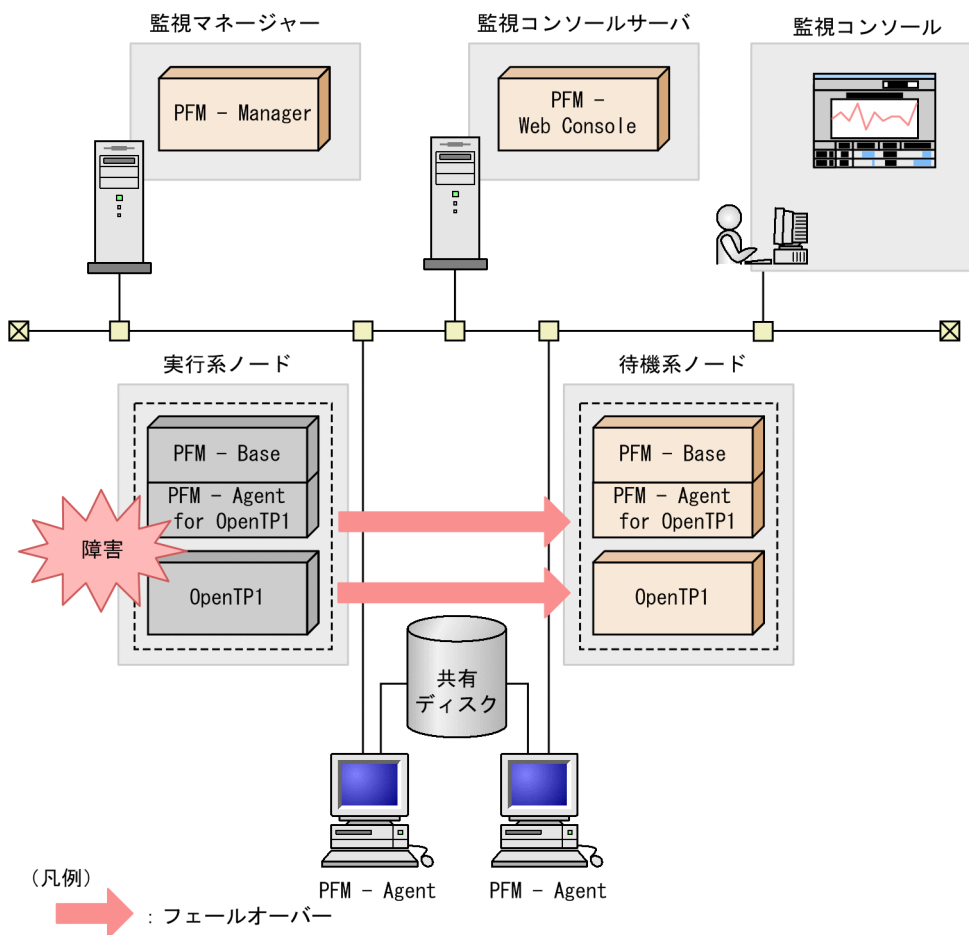 監視マネージャー
監視コンソールサーバ
監視コンソール
PFM － Manager
PFM －
Web Console
実行系ノード
待機系ノード
PFM － Base
PFM － Agent
for OpenTP1
OpenTP1
障害
PFM － Base
PFM － Agent
for OpenTP1
OpenTP1
共有
ディスク
PFM － Agent
PFM － Agent
（凡例）
：フェールオーバー